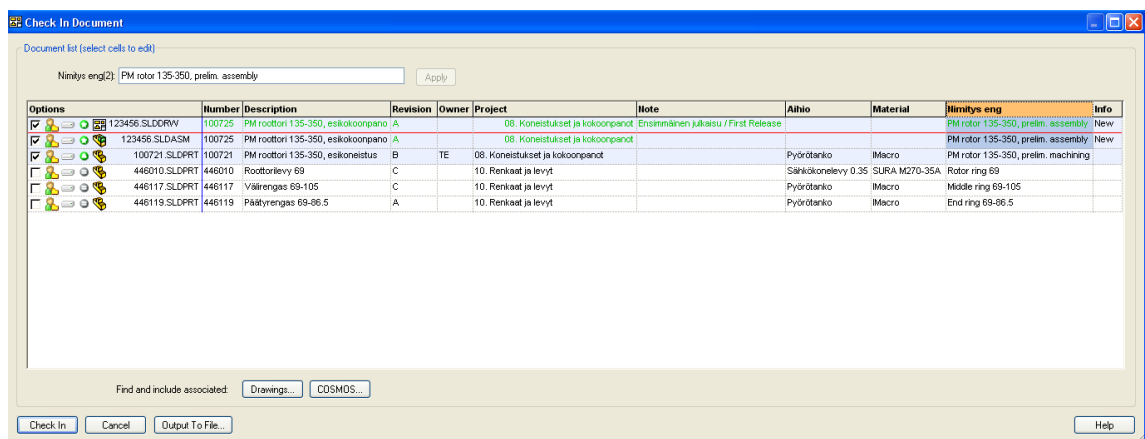 Check In Document
Document list (select cells to edit)
Nimitys eng(2): PM rotor 135-350, prelim. assembly Apply
Options Number Description Revision Owner Project Note Aihio Material Nimitys eng Info
123456.SLDDRW 100725 PM roottori 135-350, esikokoonpano A 08. Koneistukset ja kokoonpanot Ensimmäinen julkaisu / First Release PM rotor 135-350, prelim. assembly New
123456.SLDASM 100725 PM roottori 135-350, esikokoonpano A 08. Koneistukset ja kokoonpanot PM rotor 135-350, prelim. assembly New
100721.SLDPRT 100721 PM roottori 135-350, esikoneistus B TE 08. Koneistukset ja kokoonpanot Pyörötanko IMacro PM rotor 135-350, prelim. machining
446010.SLDPRT 446010 Roottorilevy 69 C 10. Renkaat ja levyt Sähkökonelevy 0.35 SURA M270-35A Rotor ring 69
446117.SLDPRT 446117 Välirengas 69-105 C 10. Renkaat ja levyt Pyörötanko IMacro Middle ring 69-105
446119.SLDPRT 446119 Päätyrengas 69-86.5 A 10. Renkaat ja levyt Pyörötanko IMacro End ring 69-86.5
Find and include associated: Drawings... COSMOS...
Check In Cancel Output To File... Help